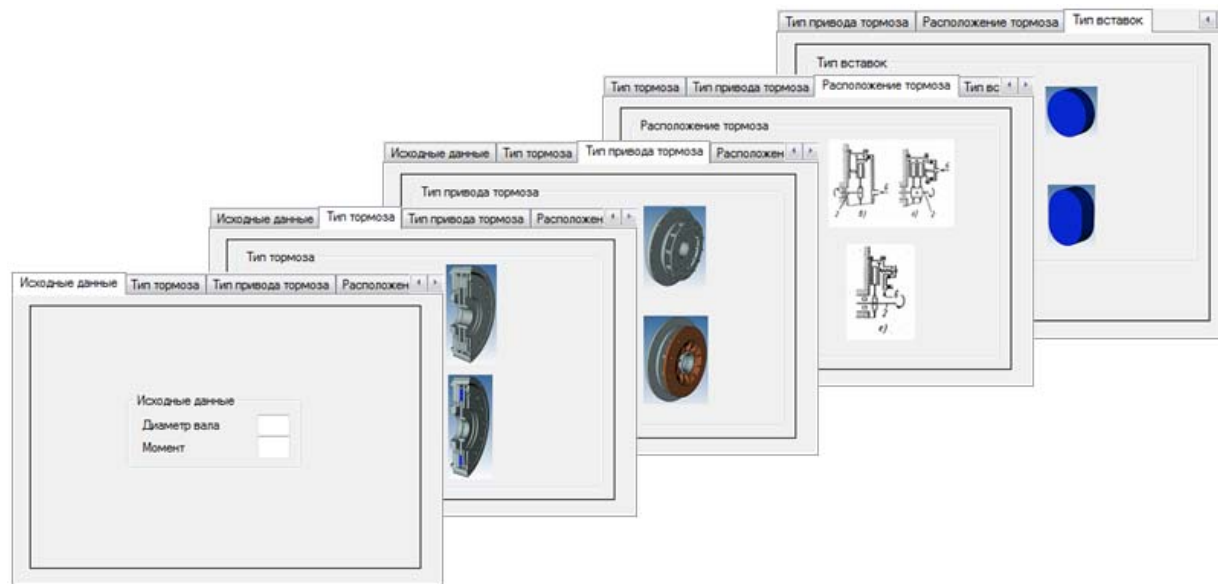 Исходные данные
Тип тормоза
Тип привода тормоза
Расположен
Исходные данные
Диаметр вала
Момент
Исходные данные
Тип тормоза
Тип привода тормоза
Расположен
Тип тормоза
Исходные данные
Тип тормоза
Тип привода тормоза
Расположен
Тип привода тормоза
Тип тормоза
Тип привода тормоза
Расположение тормоза
Тип вс
Расположение тормоза
Тип привода тормоза
Расположение тормоза
Тип вставок
Тип вставок